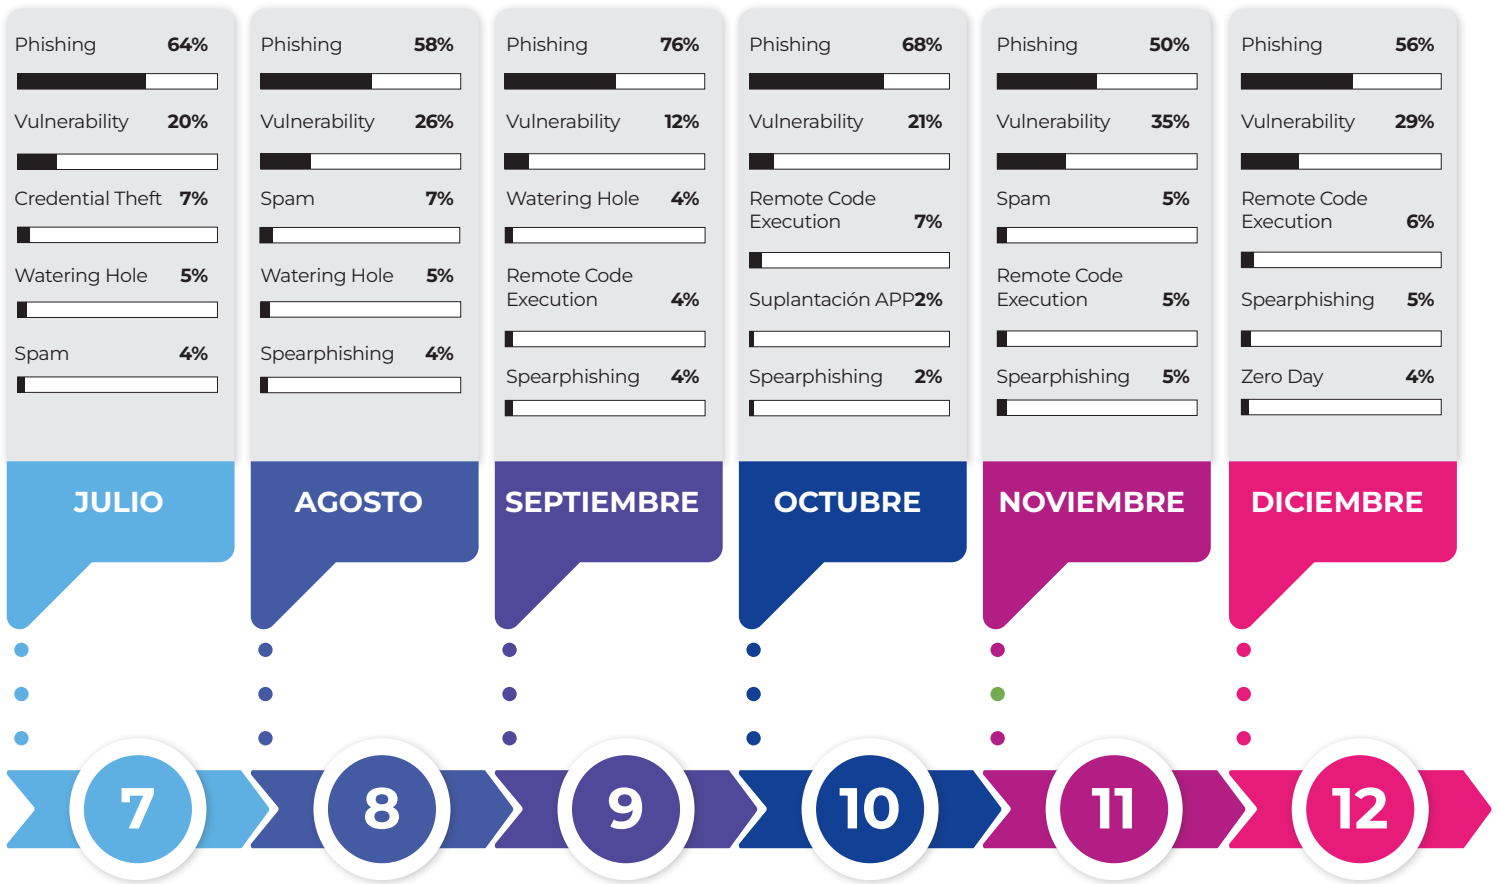 Phishing 64%
Vulnerability 20%
Credential Theft 7%
Watering Hole 5%
Spam 4%
JULIO
7
Phishing 58%
Vulnerability 26%
Spam 7%
Watering Hole 5%
Spearphishing 4%
AGOSTO
8
Phishing 76%
Vulnerability 12%
Watering Hole 4%
Remote Code
Execution 4%
Spearphishing 4%
SEPTIEMBRE
9
Phishing 68%
Vulnerability 21%
Remote Code
Execution 7%
Suplantación APP 2%
Spearphishing 2%
OCTUBRE
10
Phishing 50%
Vulnerability 35%
Spam 5%
Remote Code
Execution 5%
Spearphishing 5%
NOVIEMBRE
11
Phishing 56%
Vulnerability 29%
Remote Code
Execution 6%
Spearphishing 5%
Zero Day 4%
DICIEMBRE
12